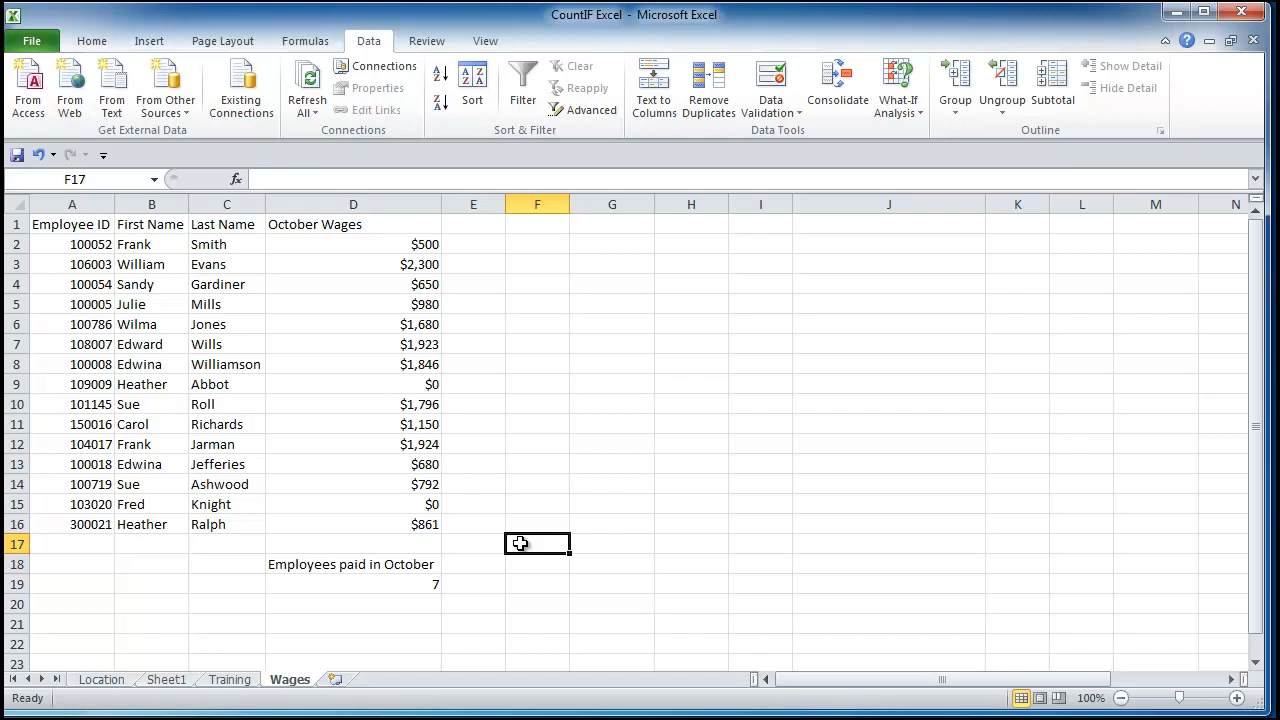 CountIF Excel - Microsoft Excel
File Home Insert Page Layout Formulas Data Review View
From Access
From Web
From Text
From Other Sources
Existing Connections
Get External Data
Refresh All
Connections
Properties
Edit Links
Connections
Sort
Filter
Clear
Reapply
Advanced
Sort & Filter
Text to Columns
Remove Duplicates
Data Validation
Consolidate
What-If Analysis
Data Tools
Group
Ungroup
Subtotal
Show Detail
Hide Detail
Outline
F17 fx
A B C D E F G H I J K L M N
1 Employee ID First Name Last Name October Wages
2 100052 Frank Smith $500
3 106003 William Evans $2,300
4 100054 Sandy Gardiner $650
5 100005 Julie Mills $980
6 100786 Wilma Jones $1,680
7 108007 Edward Wills $1,923
8 100008 Edwina Williamson $1,846
9 109009 Heather Abbot $0
10 101145 Sue Roll $1,796
11 150016 Carol Richards $1,150
12 104017 Frank Jarman $1,924
13 100018 Edwina Jefferies $680
14 100719 Sue Ashwood $792
15 103020 Fred Knight $0
16 300021 Heather Ralph $861
17
18 Employees paid in October
19 7
20
21
22
23
Location Sheet1 Training Wages
Ready 100%